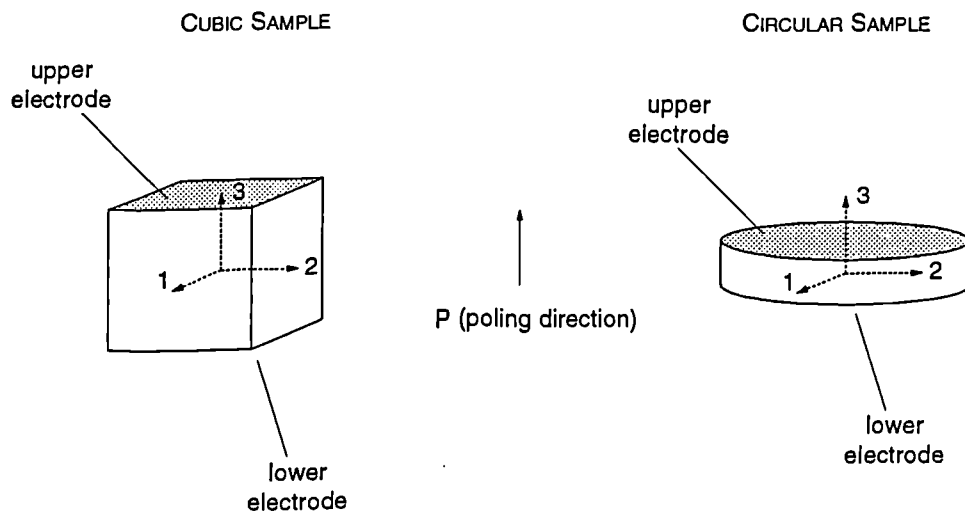 CUBIC SAMPLE
upper
electrode
3
1
2
lower
electrode
P (poling direction)
CIRCULAR SAMPLE
upper
electrode
3
1
2
lower
electrode